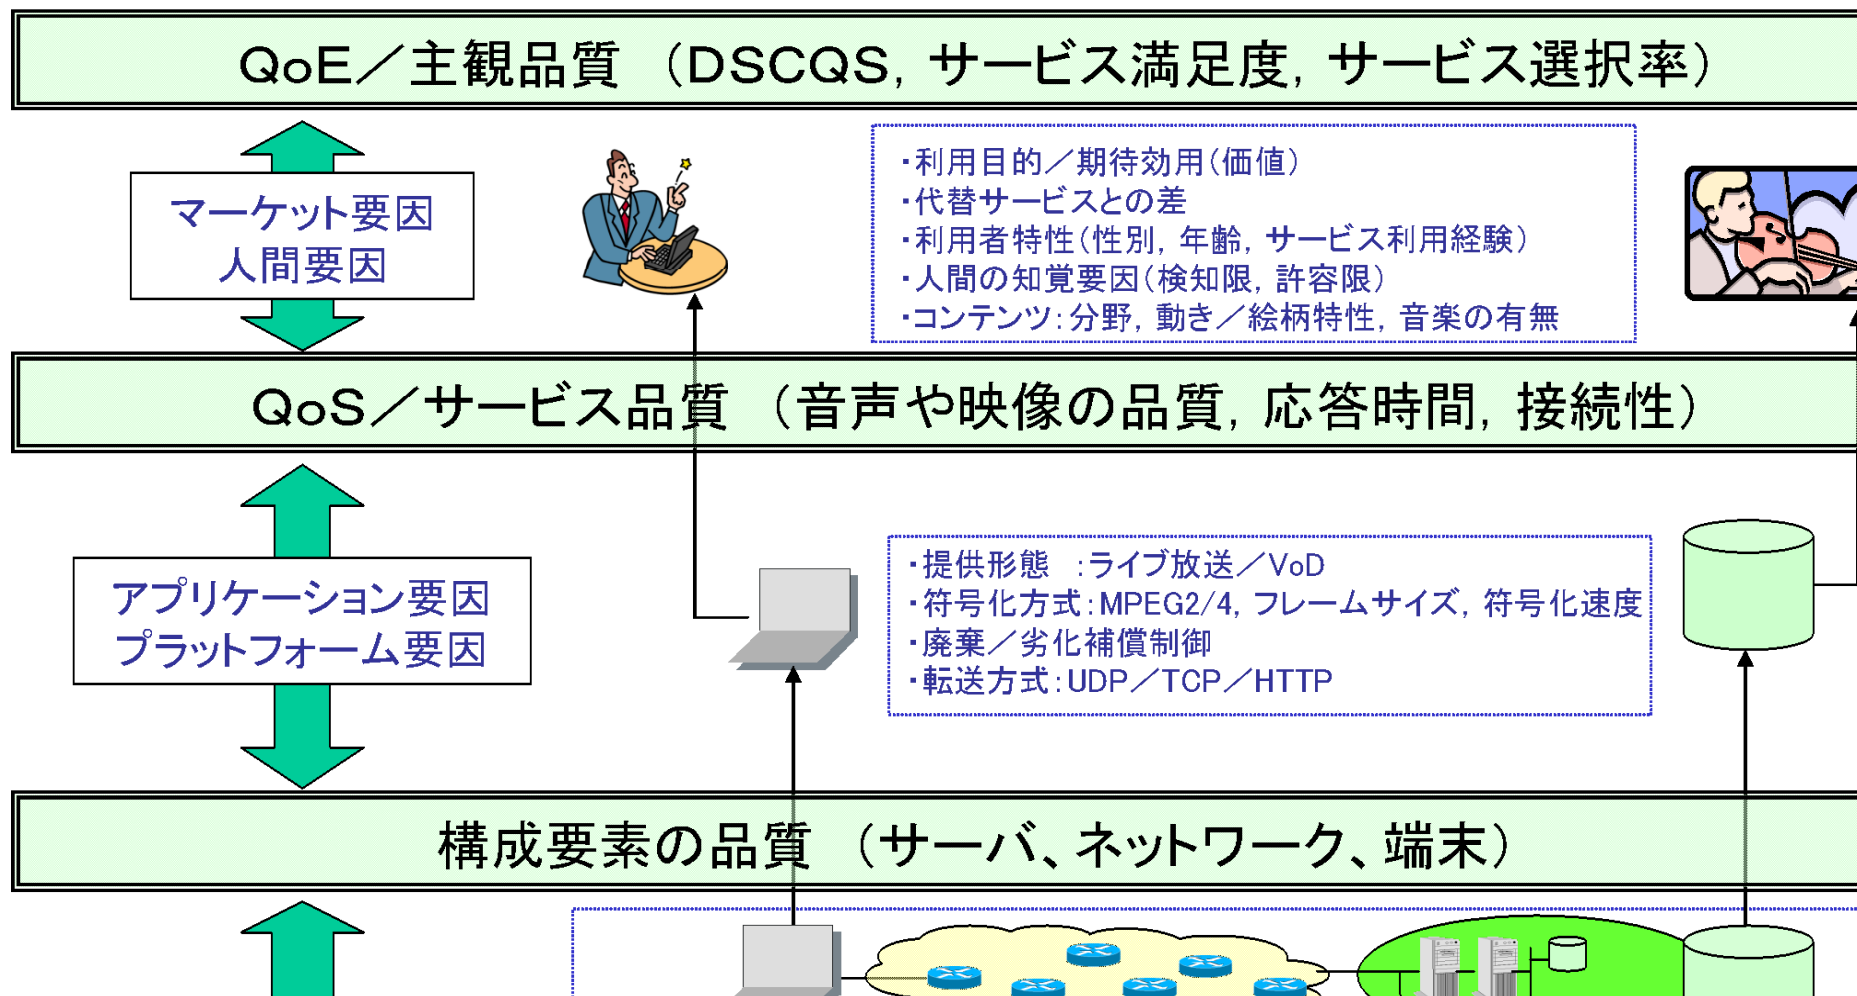 QoE／主観品質 （DSCQS, サービス満足度, サービス選択率）
マーケット要因
人間要因
・利用目的／期待効用(価値)
・代替サービスとの差
・利用者特性(性別, 年齢, サービス利用経験)
・人間の知覚要因(検知限, 許容限)
・コンテンツ：分野, 動き／絵柄特性, 音楽の有無
QoS／サービス品質 （音声や映像の品質, 応答時間, 接続性）
アプリケーション要因
プラットフォーム要因
・提供形態 ：ライブ放送／VoD
・符号化方式：MPEG2/4, フレームサイズ, 符号化速度
・廃棄／劣化補償制御
・転送方式：UDP／TCP／HTTP
構成要素の品質 （サーバ、ネットワーク、端末）